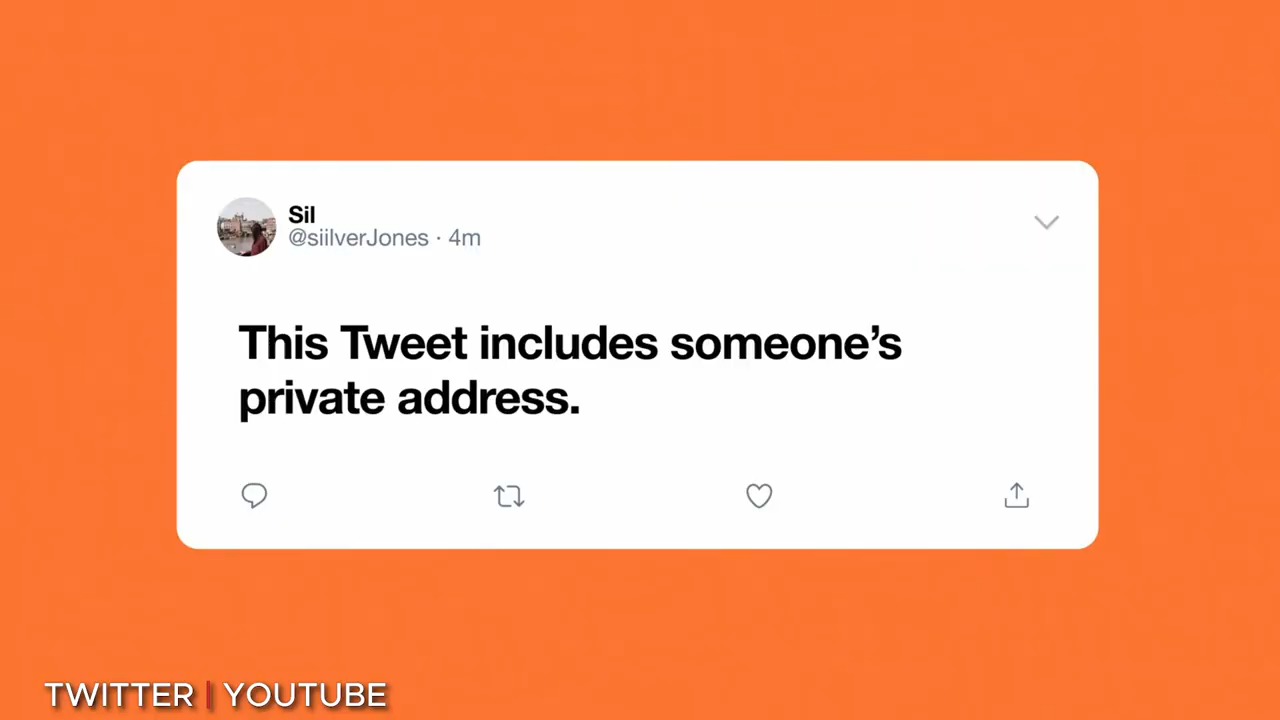 Sil
@siilverJones · 4m
This Tweet includes someone’s
private address.
TWITTER | YOUTUBE